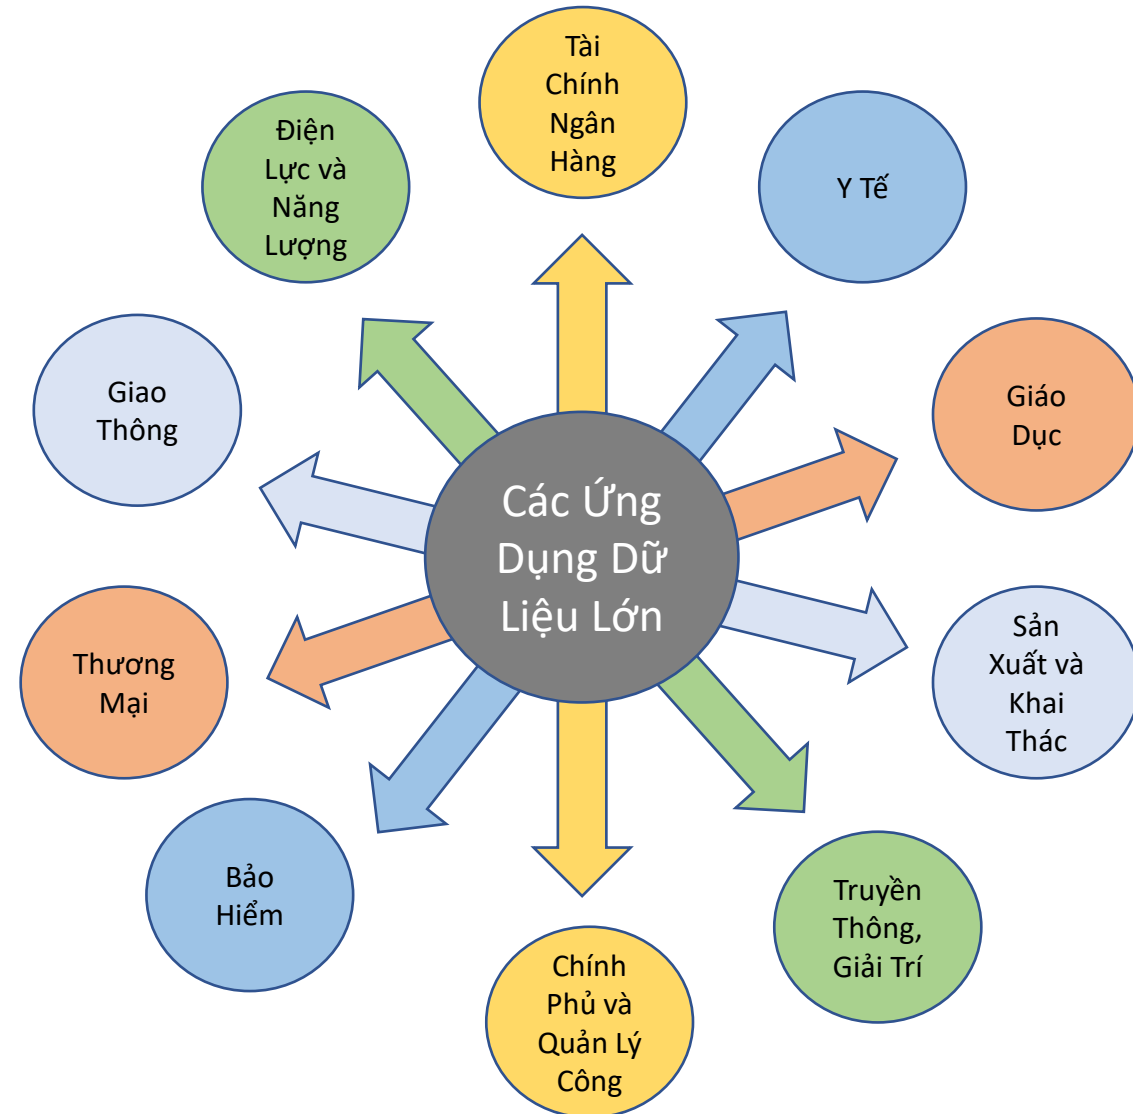 Tài
Chính
Ngân
Hàng
Y Tế
Giáo
Dục
Sản
Xuất và
Khai
Thác
Truyền
Thông,
Giải Trí
Chính
Phủ và
Quản Lý
Công
Bảo
Hiểm
Thương
Mại
Giao
Thông
Điện
Lực và
Năng
Lượng
Các Ứng
Dụng Dữ
Liệu Lớn